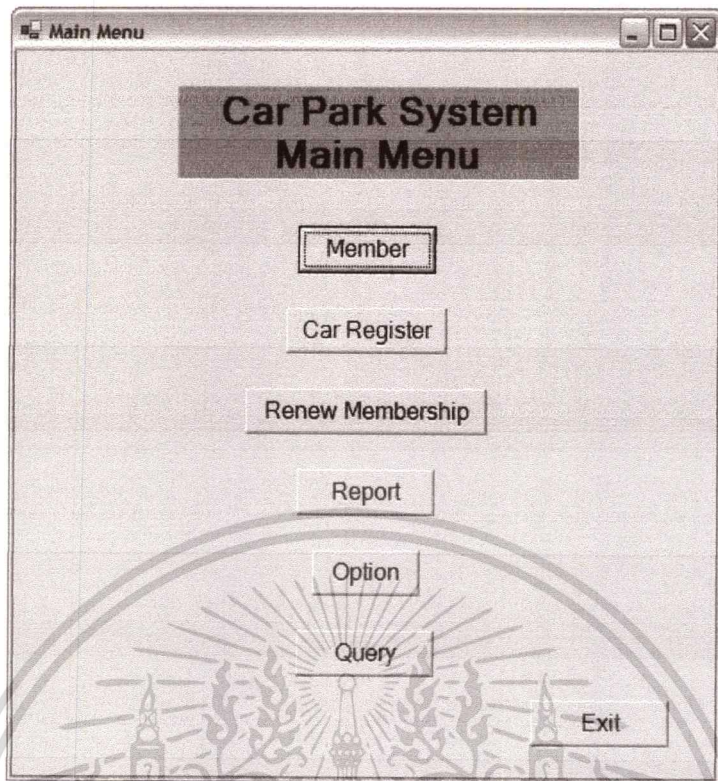 Main Menu
Car Park System
Main Menu
Member
Car Register
Renew Membership
Report
Option
Query
Exit